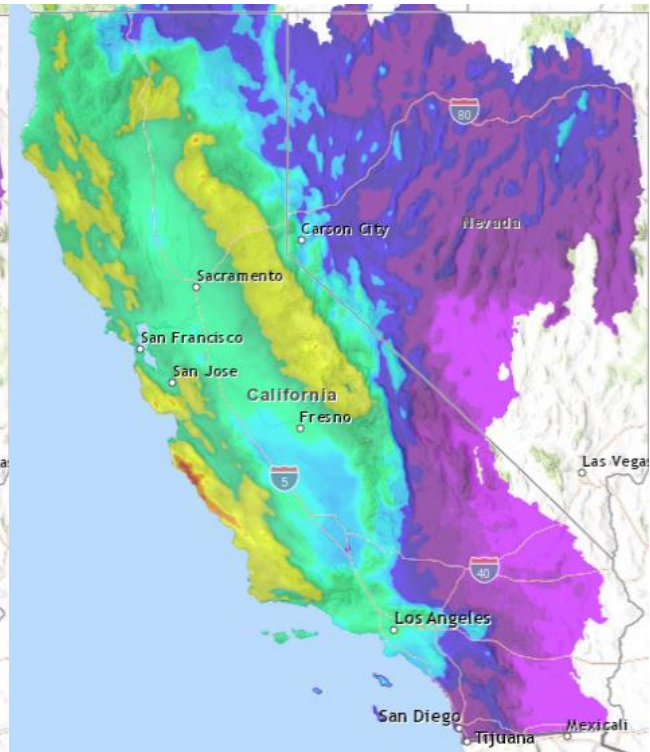 80
Nevada
Carson City
Sacramento
San Francisco
San Jose
California
Fresno
Las Vegas
5
40
Los Angeles
San Diego
Tijuana
Mexicali